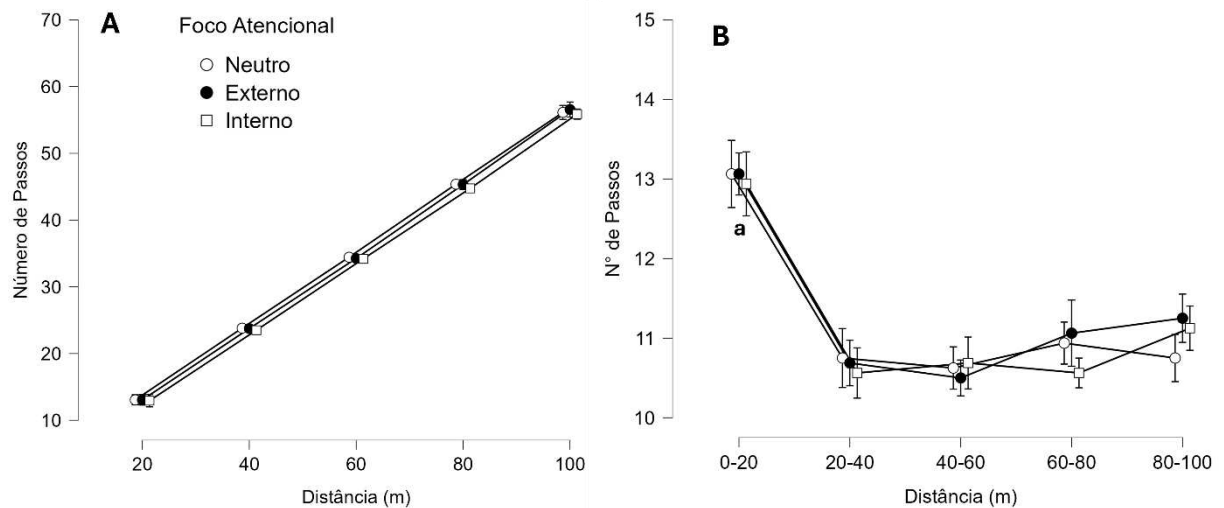 A
Foco Atencional
Neutro
Externo
Interno
Número de Passos
70
60
50
40
30
20
10
20 40 60 80 100
Distância (m)
B
N° de Passos
15
14
13
12
11
10
a
0-20 20-40 40-60 60-80 80-100
Distância (m)